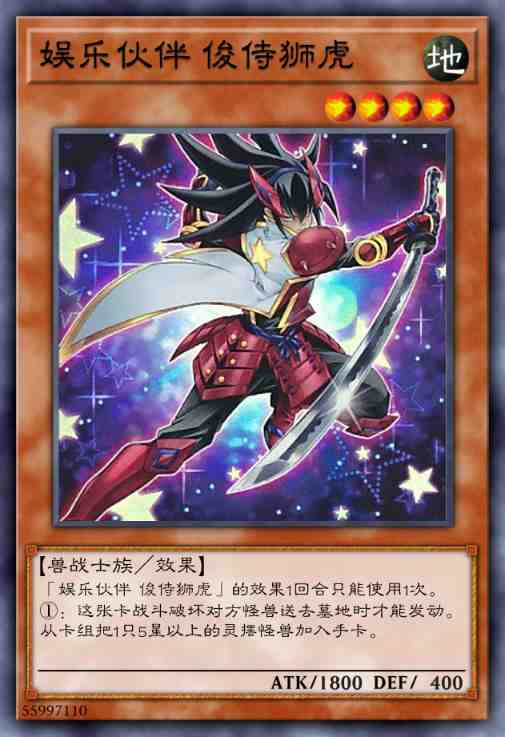 娱乐伙伴 俊侍狮虎
地
【兽战士族／效果】
「娱乐伙伴 俊侍狮虎」的效果1回合只能使用1次。
①：这张卡战斗破坏对方怪兽送去墓地时才能发动。
从卡组把1只5星以上的灵摆怪兽加入手卡。
ATK/1800 DEF/ 400
55997110